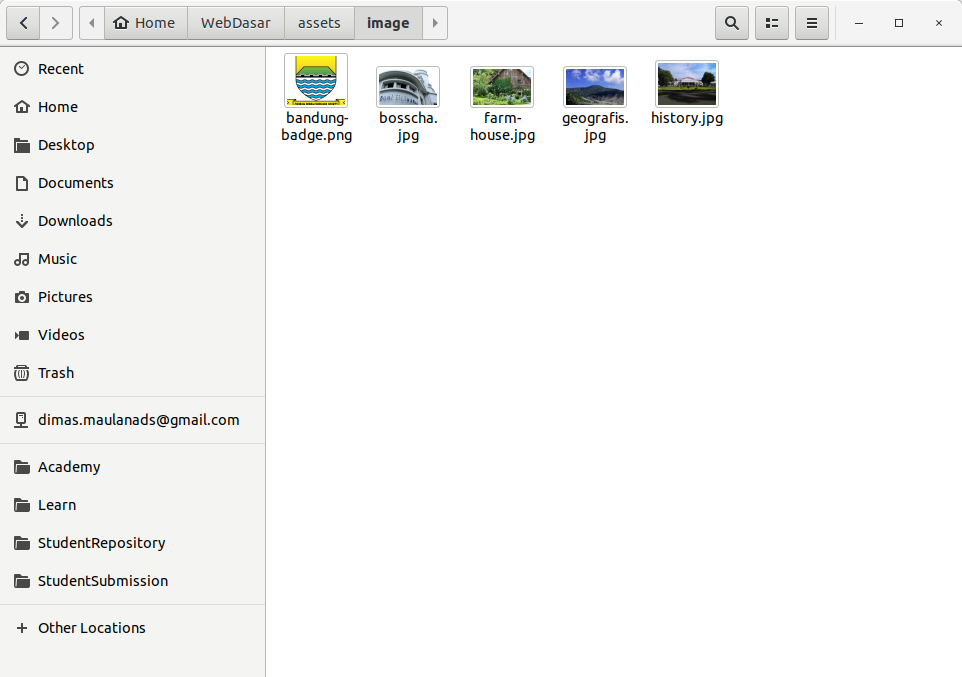 Home
WebDasar
assets
image
Recent
Home
Desktop
Documents
Downloads
Music
Pictures
Videos
Trash
dimas.maulanads@gmail.com
Academy
Learn
StudentRepository
StudentSubmission
Other Locations
bandung-
badge.png
bosscha.
jpg
farm-
house.jpg
geografis.
jpg
history.jpg